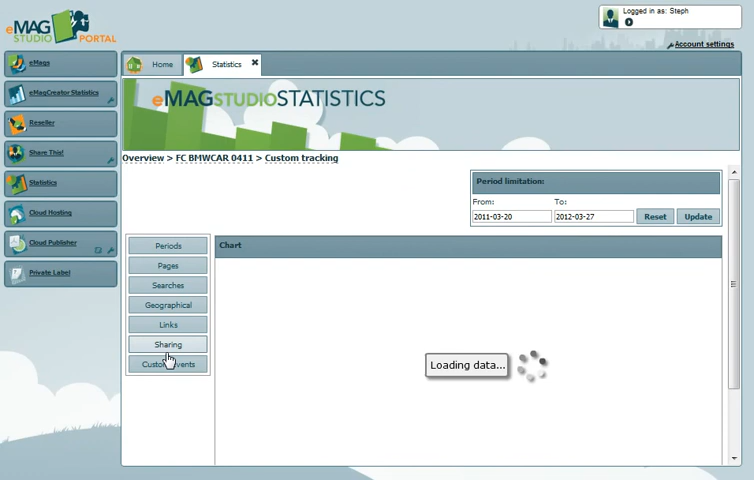 eMAG
STUDIO PORTAL
Logged in as: Steph
Account settings
eMags
eMagCreator Statistics
Reseller
Share This!
Statistics
Cloud Hosting
Cloud Publisher
Private Label
Home
Statistics
eMAGSTUDIOSTATISTICS
Overview > FC BMWCAR 0411 > Custom tracking
Period limitation:
From: To:
2011-03-20 2012-03-27 Reset Update
Periods
Pages
Searches
Geographical
Links
Sharing
Custom events
Chart
Loading data...